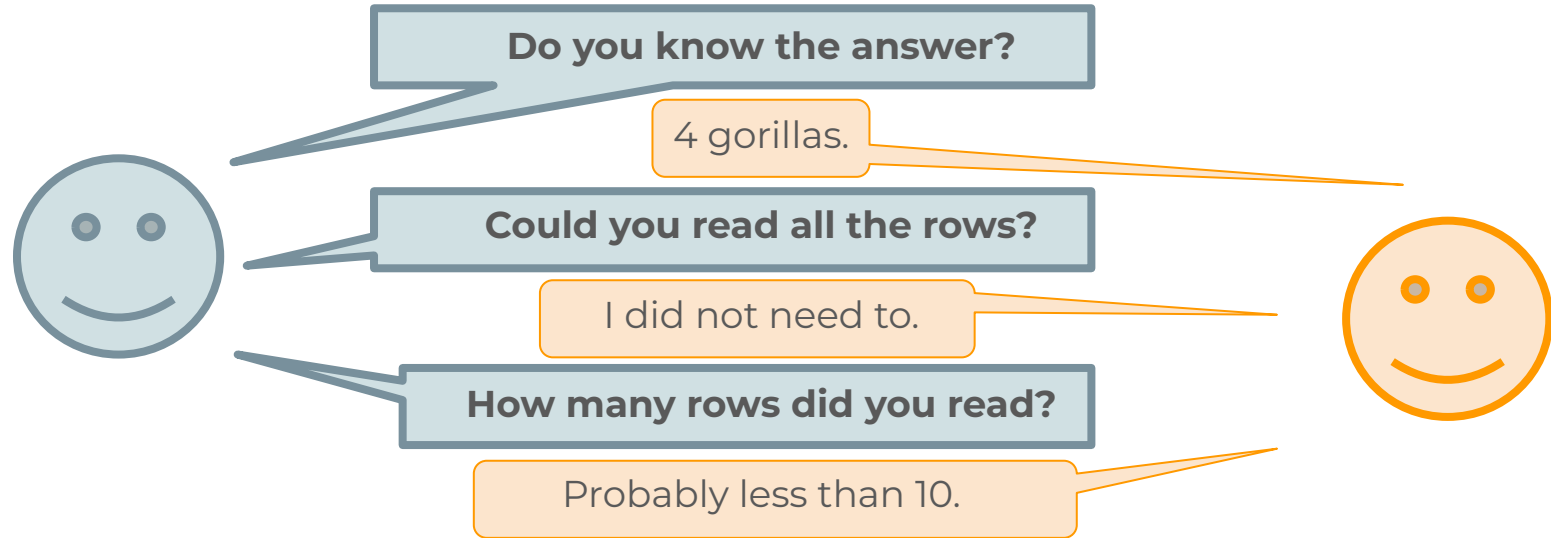 Do you know the answer?
4 gorillas.
Could you read all the rows?
I did not need to.
How many rows did you read?
Probably less than 10.